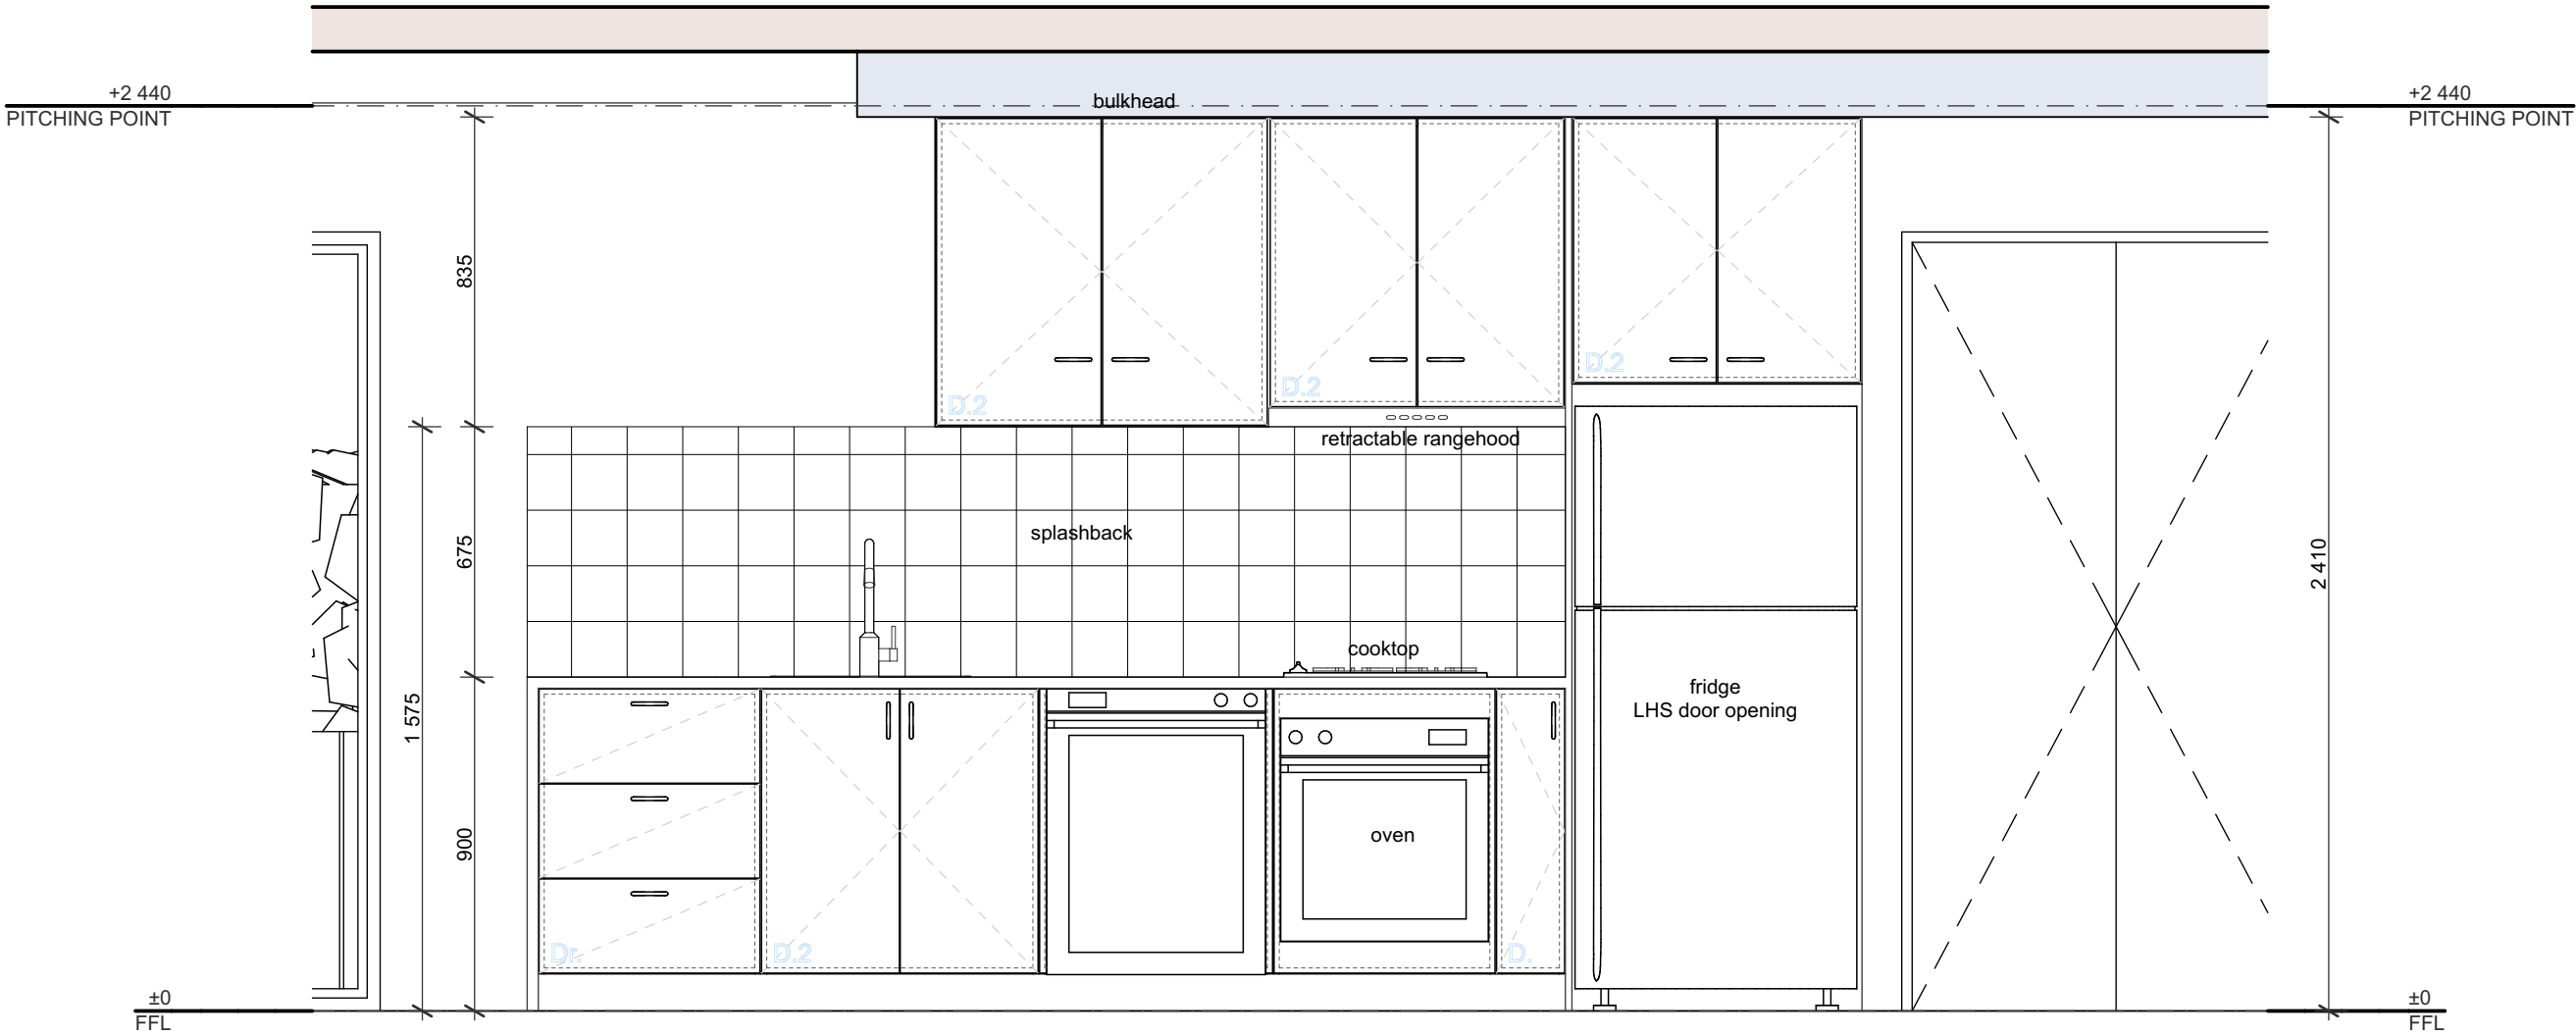 +2 440
PITCHING POINT
bulkhead
+2 440
PITCHING POINT
835
D.2
D.2
D.2
retractable rangehood
splashback
675
2 410
cooktop
fridge
LHS door opening
1 575
900
oven
Dr.
D.2
D.
±0
FFL
±0
FFL